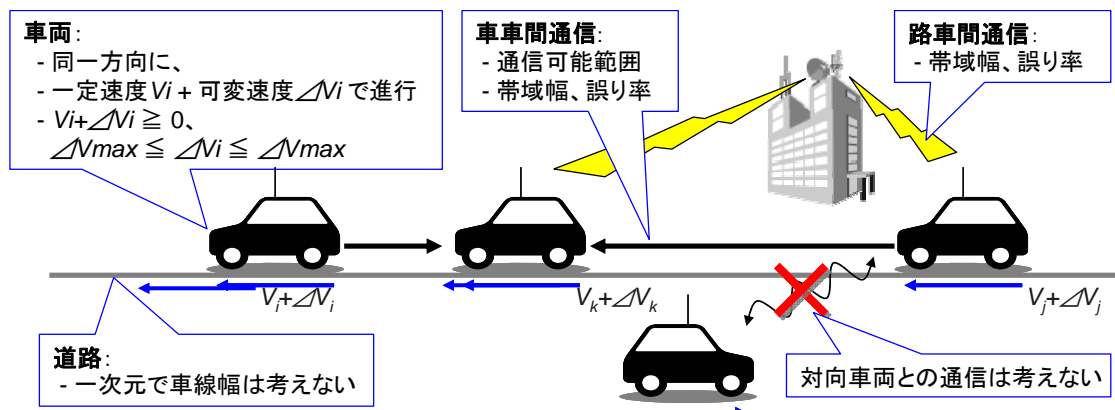 車両:
- 同一方向に、
- 一定速度Vi + 可変速度⊿Viで進行
- Vi+⊿Vi ≧ 0、
⊿Vmax ≦ ⊿Vi ≦ ⊿Vmax
車車間通信:
- 通信可能範囲
- 帯域幅、誤り率
路車間通信:
- 帯域幅、誤り率
Vi+⊿Vi
Vk+⊿Vk
Vj+⊿Vj
道路:
- 一次元で車線幅は考えない
対向車両との通信は考えない